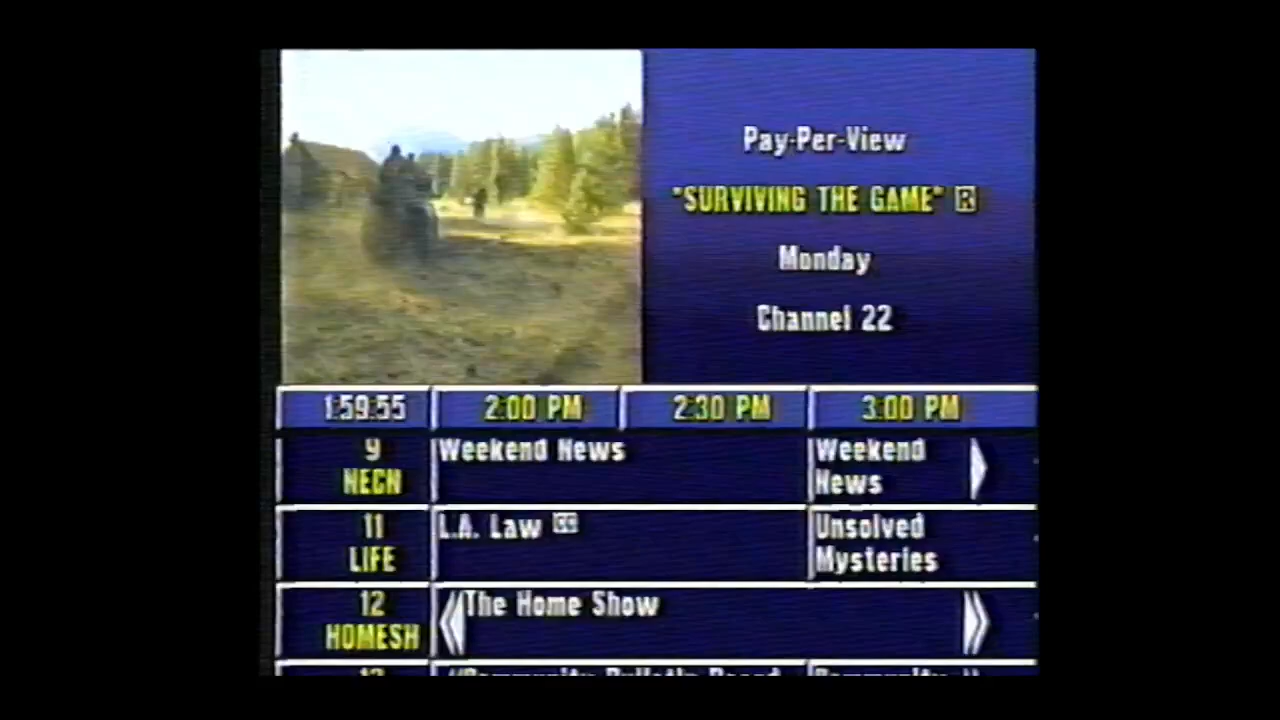 Pay-Per-View
"SURVIVING THE GAME" R
Monday
Channel 22
1:59:55 2:00 PM 2:30 PM 3:00 PM
9 Weekend News Weekend
NECN News
11 L.A. Law CC Unsolved
LIFE Mysteries
12 The Home Show
HOMESH